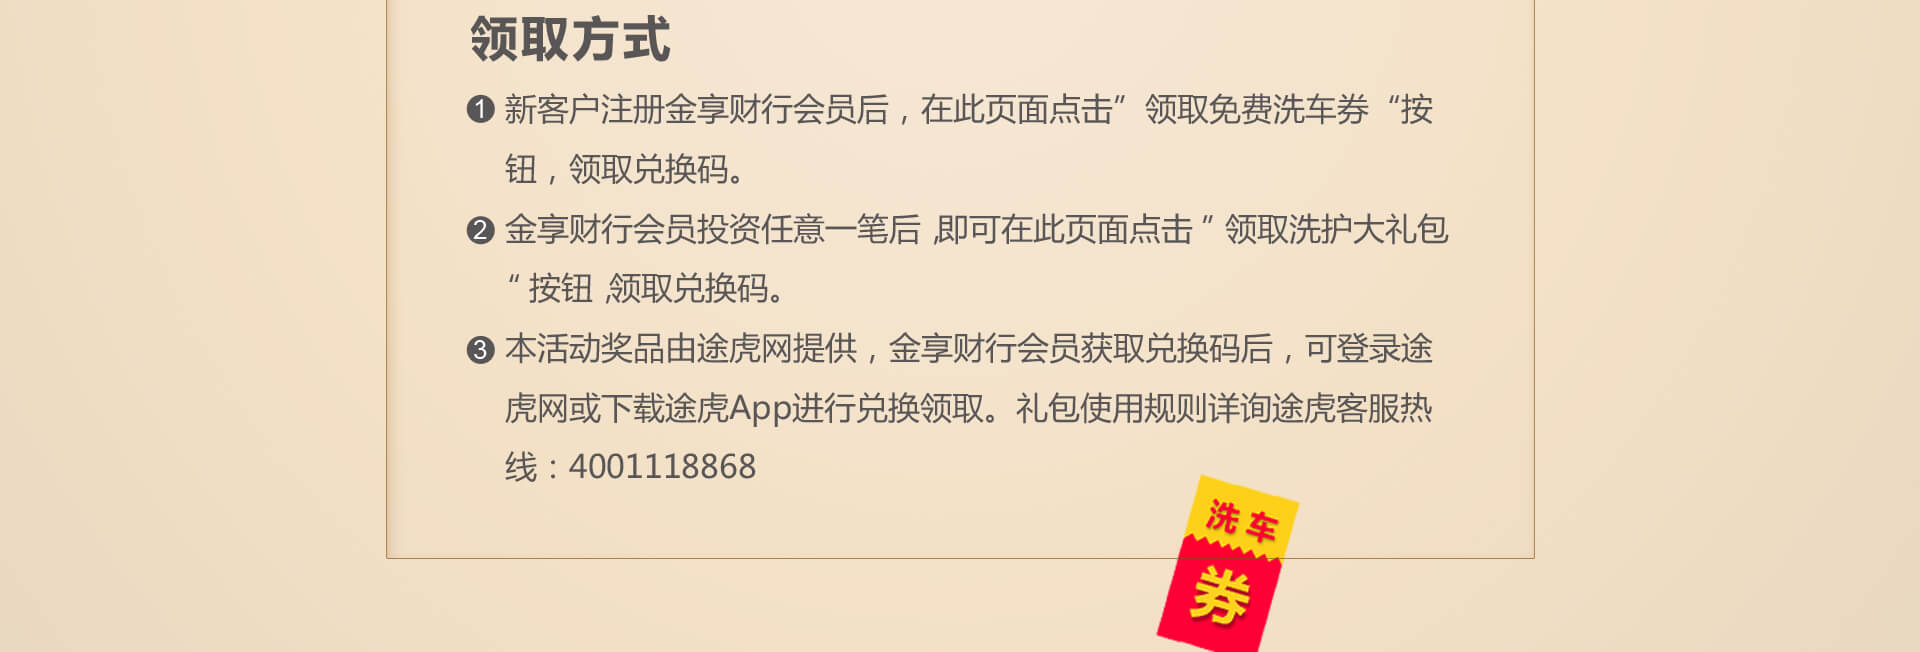 领取方式
❶ 新客户注册金享财行会员后，在此页面点击”领取免费洗车券“按
钮，领取兑换码。
❷ 金享财行会员投资任意一笔后,即可在此页面点击”领取洗护大礼包
“按钮,领取兑换码。
❸ 本活动奖品由途虎网提供，金享财行会员获取兑换码后，可登录途
虎网或下载途虎App进行兑换领取。礼包使用规则详询途虎客服热
线：4001118868
洗车
券